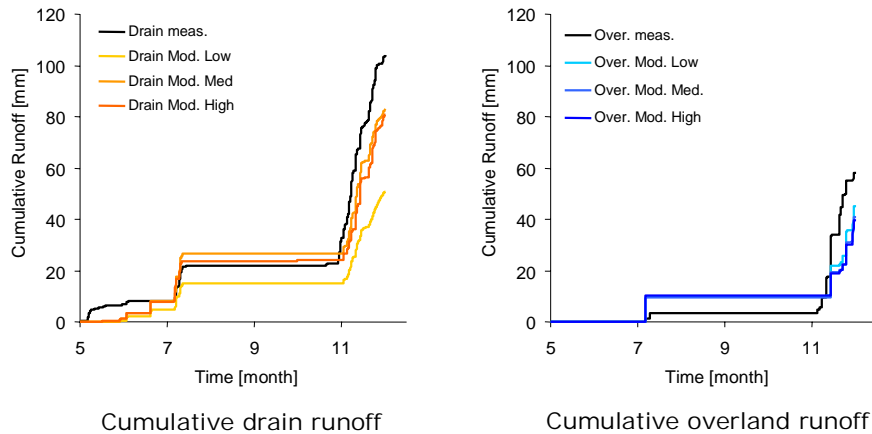 120
100
80
60
40
20
0
Cumulative Runoff [mm]
Drain meas.
Drain Mod. Low
Drain Mod. Med
Drain Mod. High
5 7 9 11
Time [month]
Cumulative drain runoff
120
100
80
60
40
20
0
Cumulative Runoff [mm]
Over. meas.
Over. Mod. Low
Over. Mod. Med.
Over. Mod. High
5 7 9 11
Time [month]
Cumulative overland runoff